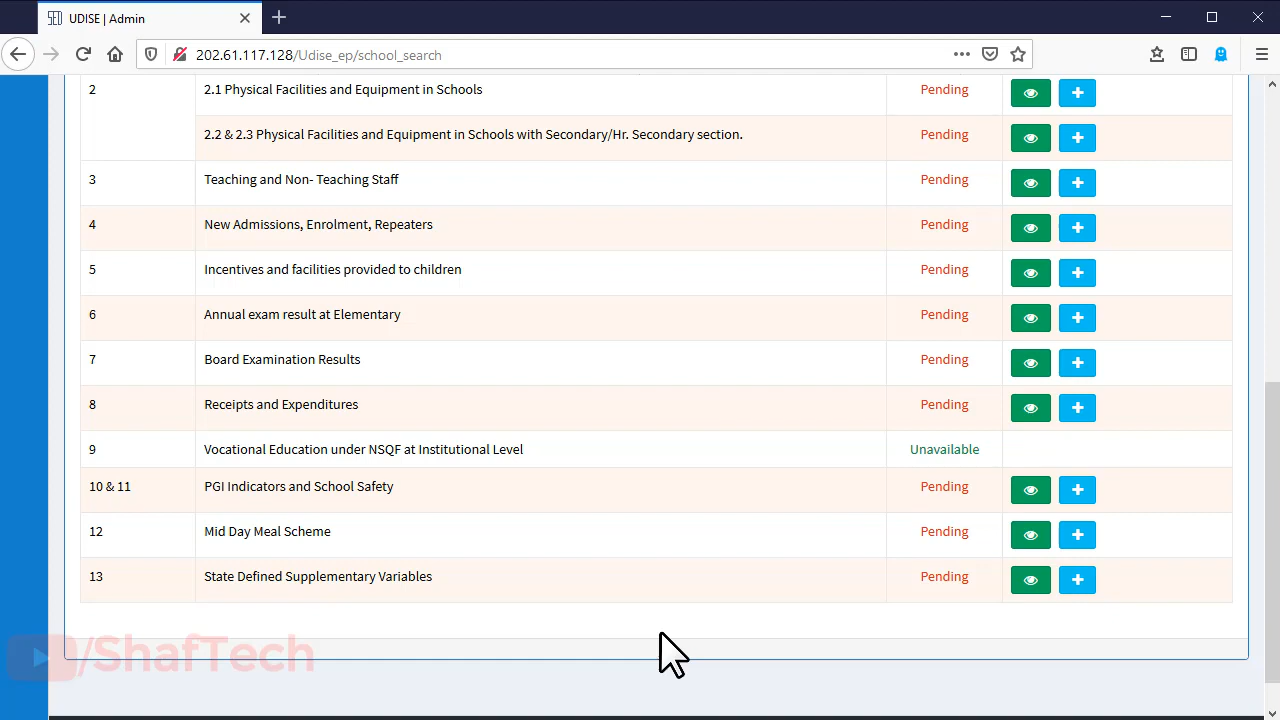 UDISE | Admin
202.61.117.128/Udise_ep/school_search
2 2.1 Physical Facilities and Equipment in Schools Pending
2.2 & 2.3 Physical Facilities and Equipment in Schools with Secondary/Hr. Secondary section. Pending
3 Teaching and Non- Teaching Staff Pending
4 New Admissions, Enrolment, Repeaters Pending
5 Incentives and facilities provided to children Pending
6 Annual exam result at Elementary Pending
7 Board Examination Results Pending
8 Receipts and Expenditures Pending
9 Vocational Education under NSQF at Institutional Level Unavailable
10 & 11 PGI Indicators and School Safety Pending
12 Mid Day Meal Scheme Pending
13 State Defined Supplementary Variables Pending
/ShafTech